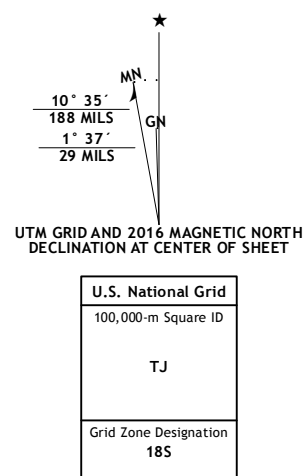 ★
MN
GN
10° 35´
188 MILS
1° 37´
29 MILS
UTM GRID AND 2016 MAGNETIC NORTH
DECLINATION AT CENTER OF SHEET
U.S. National Grid
100,000-m Square ID
TJ
Grid Zone Designation
18S